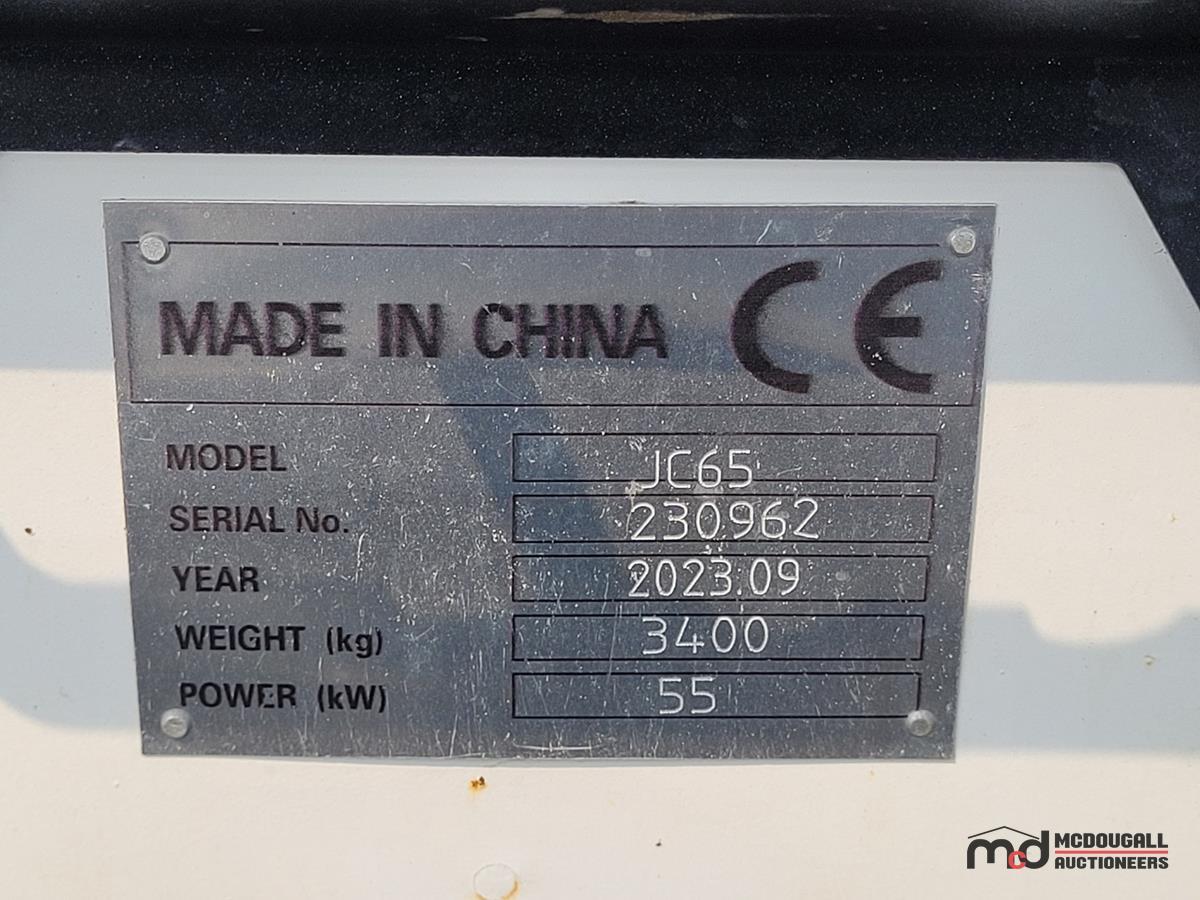 MADE IN CHINA CE
MODEL JC65
SERIAL No. 230962
YEAR 2023.09
WEIGHT (kg) 3400
POWER (kW) 55
mcd MCDOUGALL
AUCTIONEERS